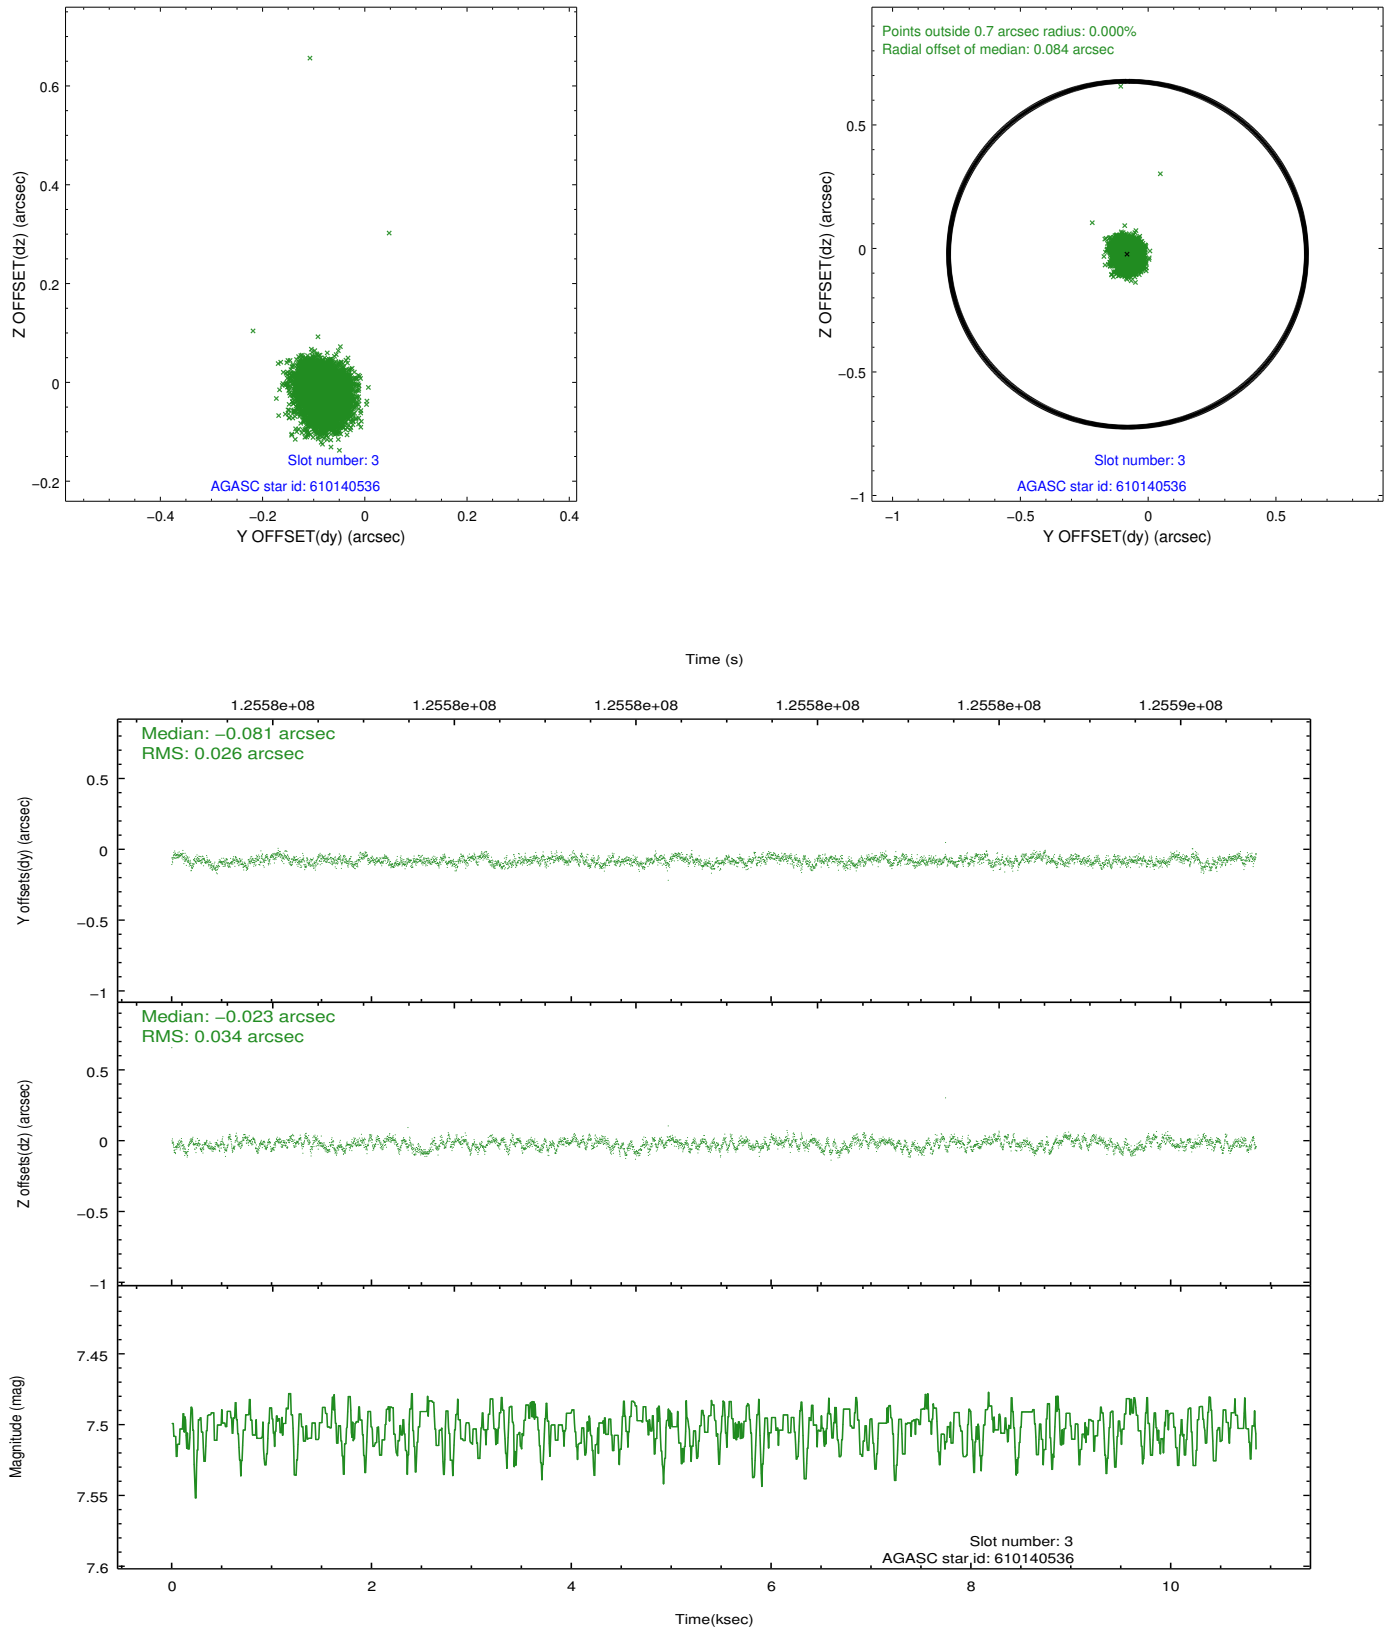 0.6
0.4
0.2
0
−0.2
Z OFFSET(dz) (arcsec)
Slot number: 3
AGASC star id: 610140536
−0.4 −0.2 0 0.2 0.4
Y OFFSET(dy) (arcsec)
Points outside 0.7 arcsec radius: 0.000%
Radial offset of median: 0.084 arcsec
0.5
0
−0.5
−1
Z OFFSET(dz) (arcsec)
Slot number: 3
AGASC star id: 610140536
−1 −0.5 0 0.5
Y OFFSET(dy) (arcsec)
Time (s)
1.2558e+08 1.2558e+08 1.2558e+08 1.2558e+08 1.2558e+08 1.2559e+08
Median: −0.081 arcsec
RMS: 0.026 arcsec
0.5
0
−0.5
−1
Y offsets(dy) (arcsec)
Median: −0.023 arcsec
RMS: 0.034 arcsec
0.5
0
−0.5
−1
Z offsets(dz) (arcsec)
7.45
7.5
7.55
7.6
Magnitude (mag)
Slot number: 3
AGASC star id: 610140536
0 2 4 6 8 10
Time(ksec)